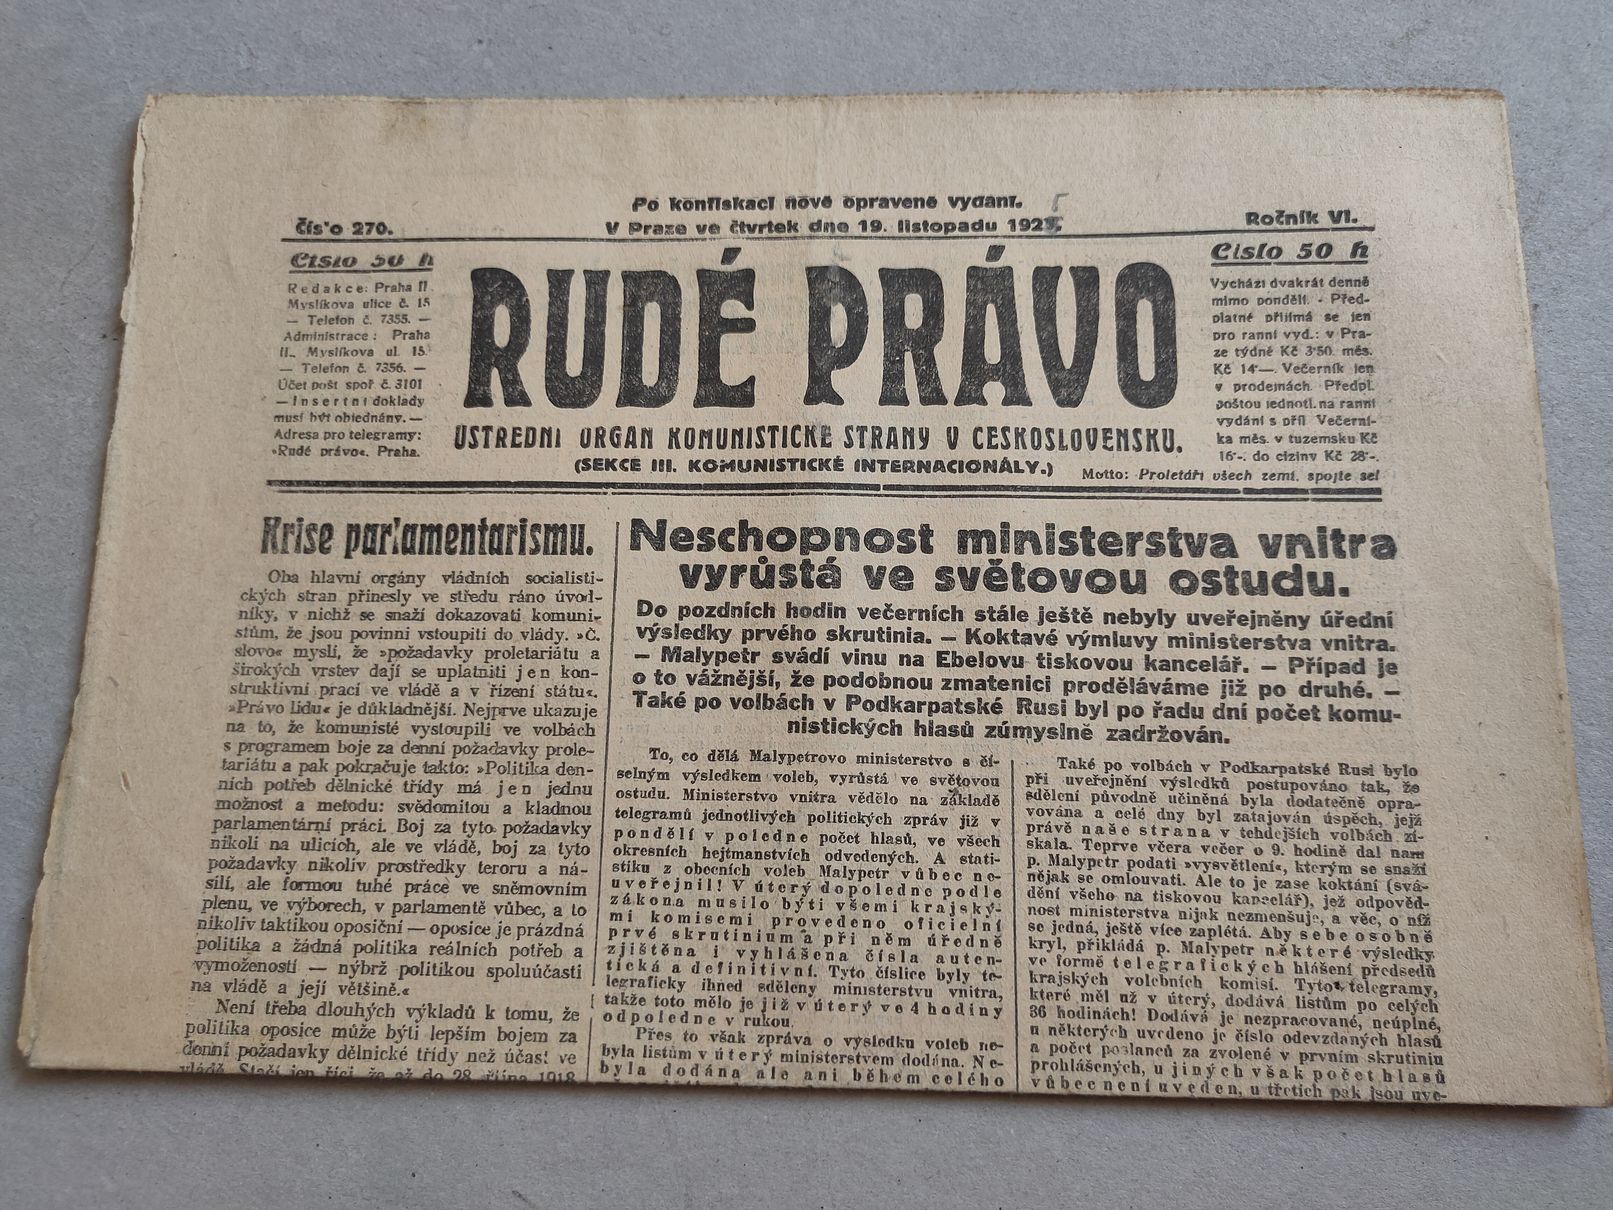 Po konfiskaci nové opravené vydání.
Číslo 270.
V Praze ve čtvrtek dne 19. listopadu 1925.
Ročník VI.
Číslo 50 h
Redakce: Praha II.
Myslíkova ulice č. 15
— Telefon č. 7355. —
Administrace: Praha
II., Myslíkova ul. 15.
— Telefon č. 7356. —
Účet pošt spoř č. 3101
— Insertní doklady
musí být objednány. —
Adresa pro telegramy:
»Rudé právo«, Praha.
RUDÉ PRÁVO
ÚSTŘEDNÍ ORGÁN KOMUNISTICKÉ STRANY V ČESKOSLOVENSKU.
(SEKCE III. KOMUNISTICKÉ INTERNACIONÁLY.)
Motto: Proletáři všech zemí, spojte se!
Číslo 50 h
Vychází dvakrát denně
mimo pondělí. - Před-
platné přijímá se jen
pro ranní vyd.: v Pra-
ze týdně Kč 3·50, měs.
Kč 14·—. Večerník jen
v prodejnách. Předpl.
poštou jednotl. na ranní
vydání s příl Večerní-
ka měs. v tuzemsku Kč
16·-, do ciziny Kč 28·-.
Krise parlamentarismu.
Oba hlavní orgány vládních socialisti-
ckých stran přinesly ve středu ráno úvod-
níky, v nichž se snaží dokazovati komuni-
stům, že jsou povinni vstoupiti do vlády. »Č.
slovo« myslí, že »požadavky proletariátu a
širokých vrstev dají se uplatniti jen kon-
struktivní prací ve vládě a v řízení státu«.
»Právo lidu« je důkladnější. Nejprve ukazuje
na to, že komunisté vystoupili ve volbách
s programem boje za denní požadavky prole-
tariátu a pak pokračuje takto: »Politika den-
ních potřeb dělnické třídy má jen jednu
možnost a metodu: svědomitou a kladnou
parlamentární práci. Boj za tyto požadavky
nikoli na ulicích, ale ve vládě, boj za tyto
požadavky nikoliv prostředky teroru a ná-
silí, ale formou tuhé práce ve sněmovním
plenu, ve výborech, v parlamentě vůbec, a to
nikoliv taktikou oposiční — oposice je prázdná
politika a žádná politika reálních potřeb a
vymožeností — nýbrž politikou spoluúčasti
na vládě a její většině.«
Není třeba dlouhých výkladů k tomu, že
politika oposice může býti lepším bojem za
denní požadavky dělnické třídy než účast ve
vládě. Stačí jen říci, že až do 28. října 1918
Neschopnost ministerstva vnitra
vyrůstá ve světovou ostudu.
Do pozdních hodin večerních stále ještě nebyly uveřejněny úřední
výsledky prvého skrutinia. — Koktavé výmluvy ministerstva vnitra.
— Malypetr svádí vinu na Ebelovu tiskovou kancelář. — Případ je
o to vážnější, že podobnou zmatenici proděláváme již po druhé. —
Také po volbách v Podkarpatské Rusi byl po řadu dní počet komu-
nistických hlasů zúmyslně zadržován.
To, co dělá Malypetrovo ministerstvo s čí-
selným výsledkem voleb, vyrůstá ve světovou
ostudu. Ministerstvo vnitra vědělo na základě
telegramů jednotlivých politických zpráv již v
pondělí v poledne počet hlasů, ve všech
okresních hejtmanstvích odvedených. A stati-
stiku z obecních voleb Malypetr vůbec ne-
uveřejnil! V úterý dopoledne podle
zákona musilo býti všemi krajský-
mi komisemi provedeno oficielní
prvé skrutinium a při něm úředně
zjištěna i vyhlášena čísla auten-
tická a definitivní. Tyto číslice byly te-
legraficky ihned sděleny ministerstvu vnitra,
takže toto mělo je již v úterý ve 4 hodiny
odpoledne v rukou.
Přes to však zpráva o výsledku voleb ne-
byla listům v úterý ministerstvem dodána. Ne-
byla dodána ale ani během celého
Také po volbách v Podkarpatské Rusi bylo
při uveřejnění výsledků postupováno tak, že
sdělení původně učiněná byla dodatečně opra-
vována a celé dny byl zatajován úspěch, jejž
právě naše strana v tehdejších volbách zí-
skala. Teprve včera večer o 9. hodině dal nam
p. Malypetr podati »vysvětlení«, kterým se snaží
nějak se omlouvati. Ale to je zase koktání (svá-
dění všeho na tiskovou kancelář), jež odpověd-
nost ministerstva nijak nezmenšuje, a věc, o níž
se jedná, ještě více zaplétá. Aby sebe osobně
kryl, přikládá p. Malypetr některé výsledky
ve formě telegrafických hlášení předsedů
krajských volebních komisí. Tyto telegramy,
které měl už v úterý, dodává listům po celých
36 hodinách! Dodává je nezpracované, neúplné,
u některých uvedeno je číslo odevzdaných hlasů
a počet poslanců za zvolené v prvním skrutiniu
prohlášených, u jiných však počet hlasů
vůbec není uveden, u třetích pak jsou uve-